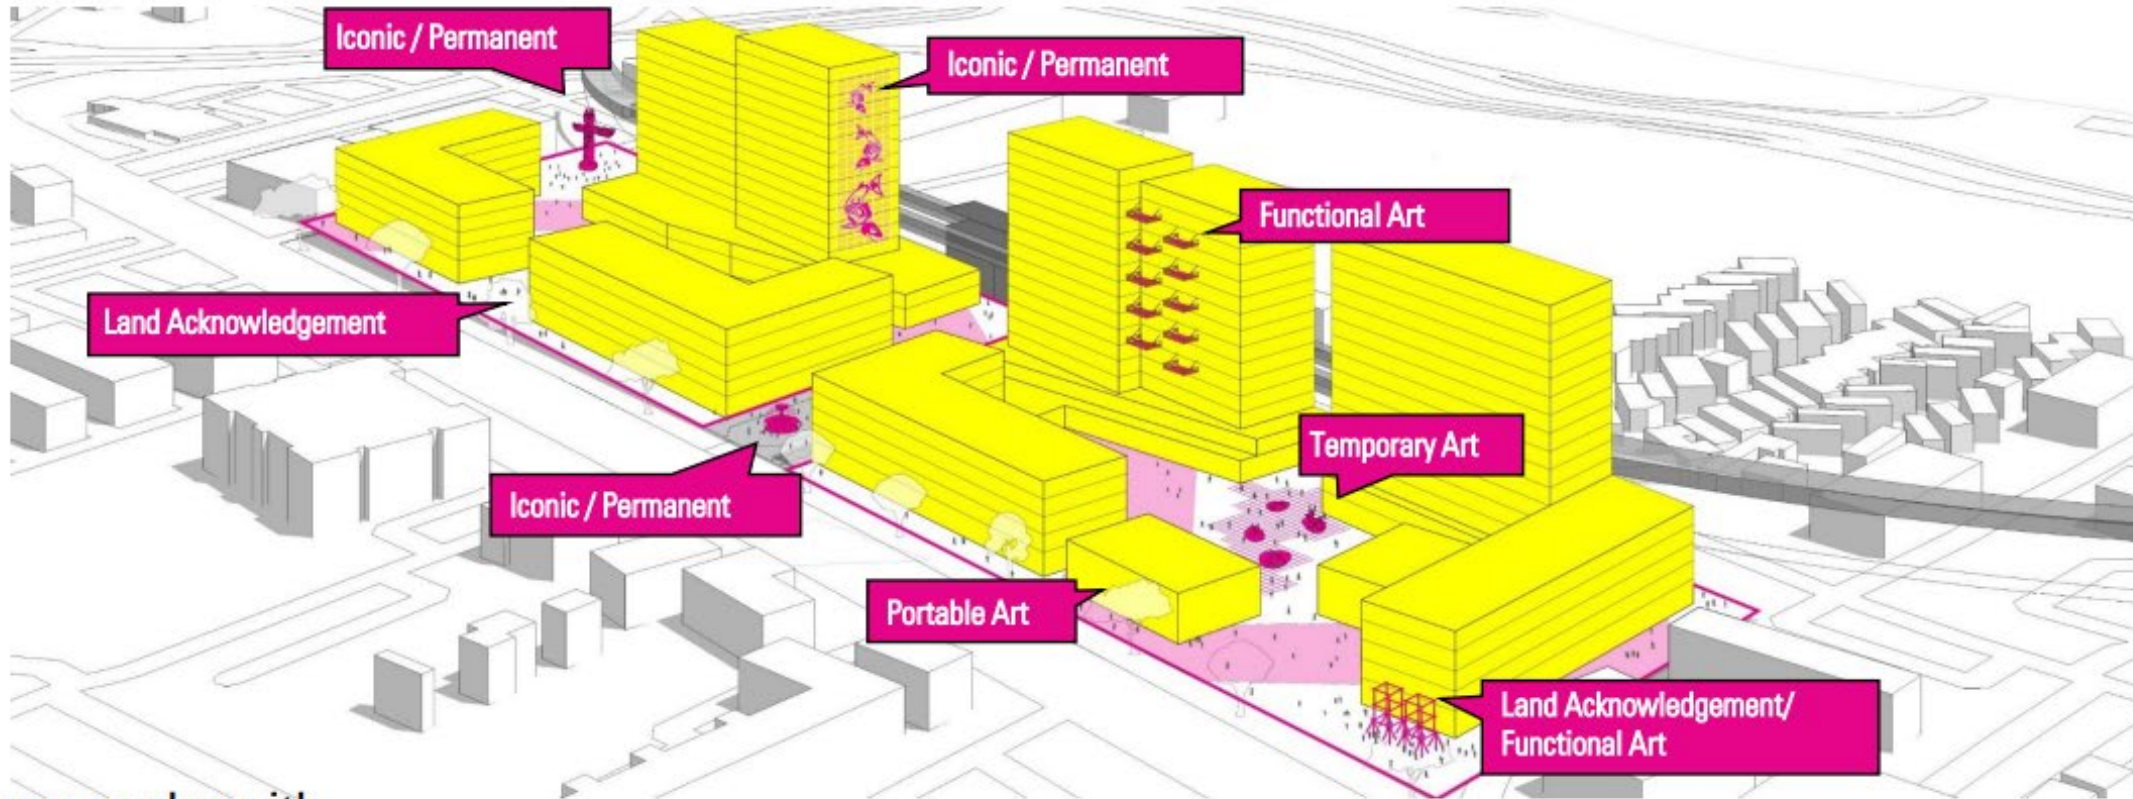 Iconic / Permanent
Iconic / Permanent
Functional Art
Land Acknowledgement
Temporary Art
Iconic / Permanent
Portable Art
Land Acknowledgement/
Functional Art